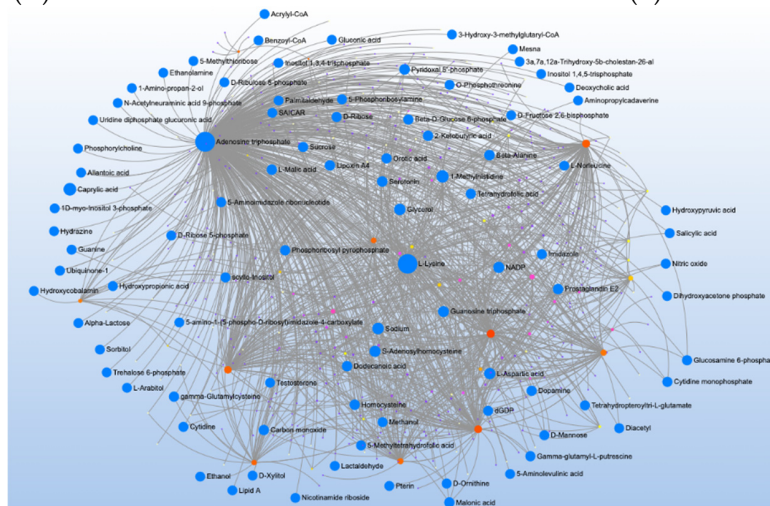 Acrylyl-CoA
3-Hydroxy-3-methylglutaryl-CoA
Benzoyl-CoA
Gluconic acid
Mesna
5-Methylthioribose
Inositol 1,3,4-trisphosphate
3a,7a,12a-Trihydroxy-5b-cholestan-26-al
Ethanolamine
Pyridoxal 5'-phosphate
Inositol 1,4,5-trisphosphate
1-Amino-propan-2-ol
D-Ribulose 5-phosphate
O-Phosphothreonine
Deoxycholic acid
N-Acetylneuraminic acid 9-phosphate
Palmitaldehyde
5-Phosphoribosylamine
Aminopropylcadaverine
SAICAR
D-Ribose
Beta-D-Glucose 6-phosphate
D-Fructose 2,6-bisphosphate
Uridine diphosphate glucuronic acid
2-Ketobutyric acid
Adenosine triphosphate
Sucrose
Phosphorylcholine
Orotic acid
Beta-Alanine
L-Malic acid
Lipoxin A4
L-Norleucine
Allantoic acid
Serotonin
1-Methylhistidine
Caprylic acid
Tetrahydrofolic acid
5-Aminoimidazole ribonucleotide
1D-myo-Inositol 3-phosphate
Glycerol
Hydroxypyruvic acid
Hydrazine
D-Ribose 5-phosphate
Salicylic acid
Guanine
Phosphoribosyl pyrophosphate
Imidazole
L-Lysine
NADP
Nitric oxide
Ubiquinone-1
scyllo-Inositol
Hydroxycobalamin
Hydroxypropionic acid
Prostaglandin E2
Dihydroxyacetone phosphate
Guanosine triphosphate
Alpha-Lactose
5-amino-1-(5-phospho-D-ribosyl)imidazole-4-carboxylate
Sodium
Sorbitol
S-Adenosylhomocysteine
Glucosamine 6-phospha
Trehalose 6-phosphate
Dodecanoic acid
L-Aspartic acid
Cytidine monophosphate
L-Arabitol
Testosterone
Dopamine
gamma-Glutamylcysteine
Homocysteine
dGDP
Tetrahydropteroyltri-L-glutamate
Cytidine
Carbon monoxide
Methanol
D-Mannose
Diacetyl
5-Methyltetrahydrofolic acid
Gamma-glutamyl-L-putrescine
Lactaldehyde
Ethanol
D-Xylitol
5-Aminolevulinic acid
Lipid A
Pterin
D-Ornithine
Nicotinamide riboside
Malonic acid